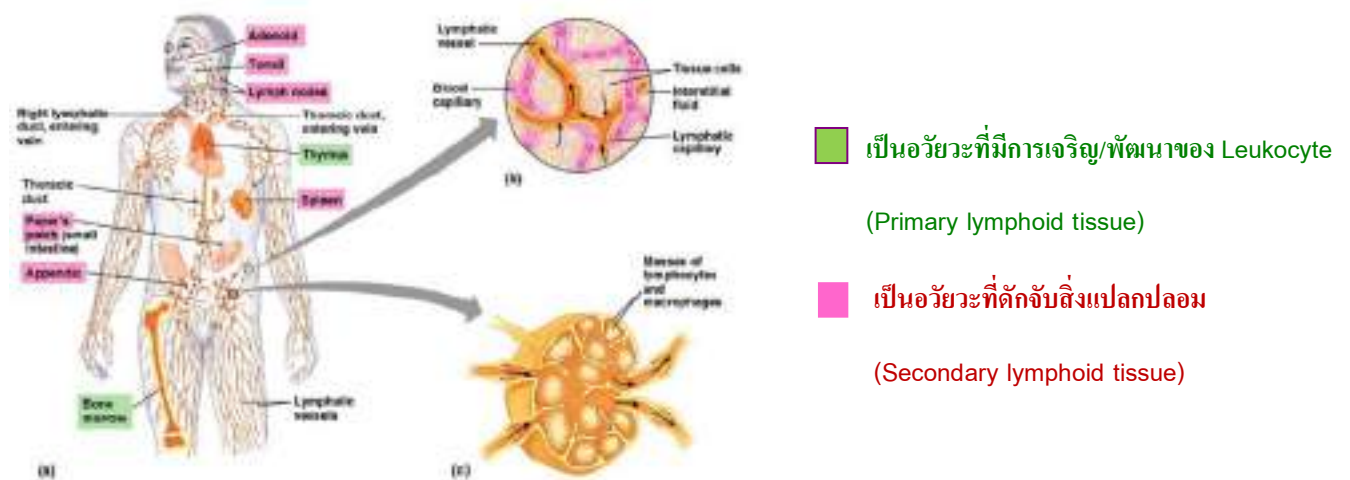 Adenoid
Tonsil
Lymph nodes
Right lymphatic
duct, entering
vein
Thoracic duct,
entering vein
Thymus
Thoracic
duct
Spleen
Peyer's
patch (small
intestine)
Appendix
Bone
marrow
Lymphatic
vessels
(a)
Lymphatic
vessel
Blood
capillary
Tissue cells
Interstitial
fluid
Lymphatic
capillary
(b)
Masses of
lymphocytes
and
macrophages
(c)
เป็นอวัยวะที่มีการเจริญ/พัฒนาของ Leukocyte
(Primary lymphoid tissue)
เป็นอวัยวะที่ดักจับสิ่งแปลกปลอม
(Secondary lymphoid tissue)